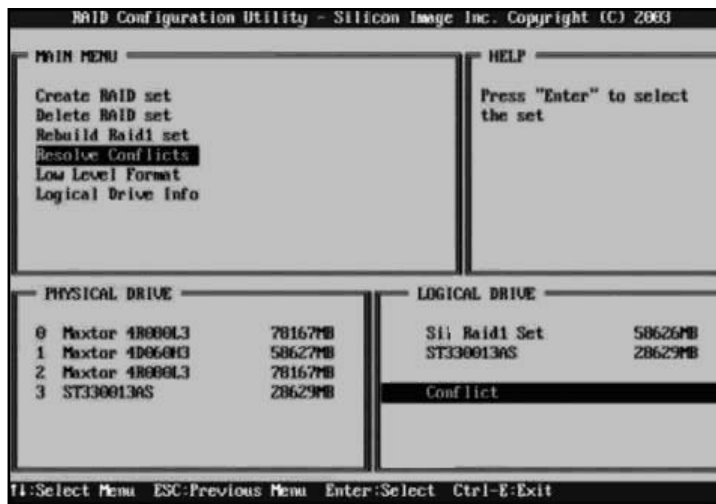 RAID Configuration Utility - Silicon Image Inc. Copyright (C) 2003
MAIN MENU
Create RAID set
Delete RAID set
Rebuild Raid1 set
Resolve Conflicts
Low Level Format
Logical Drive Info
HELP
Press "Enter" to select
the set
PHYSICAL DRIVE
0 Maxtor 4R080L3 78167MB
1 Maxtor 4D060H3 58627MB
2 Maxtor 4R080L3 78167MB
3 ST330013AS 28629MB
LOGICAL DRIVE
SiI Raid1 Set 58626MB
ST330013AS 28629MB
Conflict
↑↓:Select Menu ESC:Previous Menu Enter:Select Ctrl-E:Exit